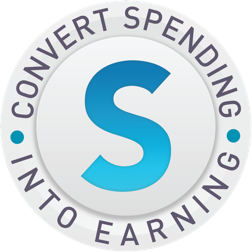 CONVERT SPENDING
S
INTO EARNING